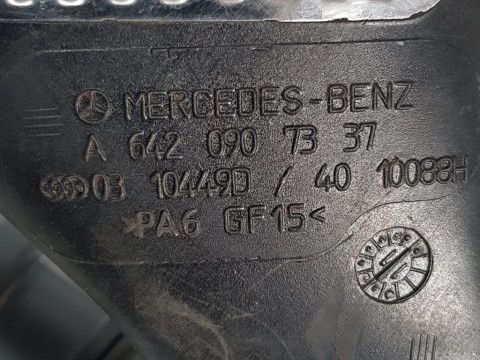 MERCEDES-BENZ
A 642 090 73 37
03 10449D / 40 10088H
>PA6 GF15<